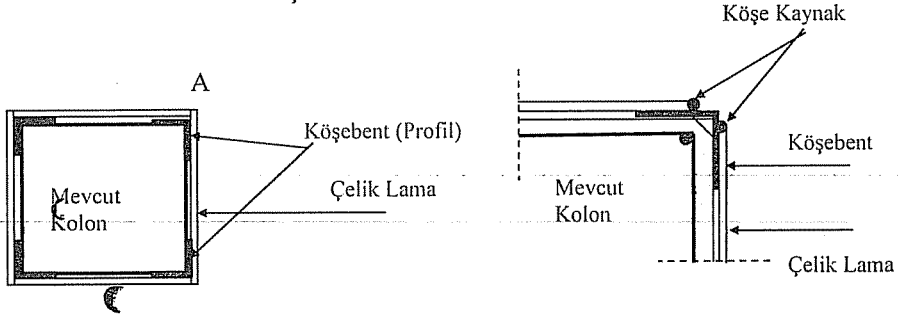 Köşe Kaynak
A
Köşebent (Profil)
Mevcut
Kolon
Çelik Lama
Köşebent
Mevcut
Kolon
Çelik Lama